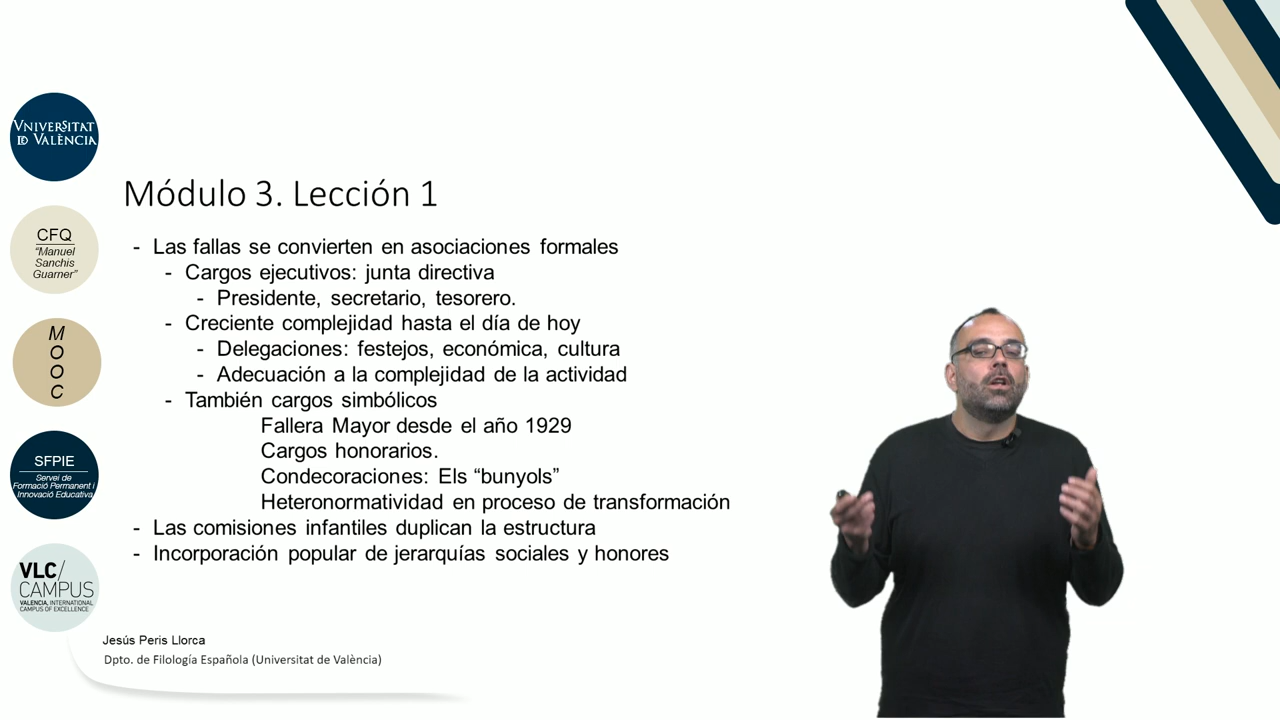 VNIVERSITAT
ID VALÈNCIA
CFQ
“Manuel
Sanchis
Guarner”
M
O
O
C
SFPIE
Servei de
Formació Permanent i
Innovació Educativa
VLC/
CAMPUS
VALENCIA, INTERNATIONAL
CAMPUS OF EXCELLENCE
Módulo 3. Lección 1
- Las fallas se convierten en asociaciones formales
- Cargos ejecutivos: junta directiva
- Presidente, secretario, tesorero.
- Creciente complejidad hasta el día de hoy
- Delegaciones: festejos, económica, cultura
- Adecuación a la complejidad de la actividad
- También cargos simbólicos
Fallera Mayor desde el año 1929
Cargos honorarios.
Condecoraciones: Els “bunyols”
Heteronormatividad en proceso de transformación
- Las comisiones infantiles duplican la estructura
- Incorporación popular de jerarquías sociales y honores
Jesús Peris Llorca
Dpto. de Filología Española (Universitat de València)